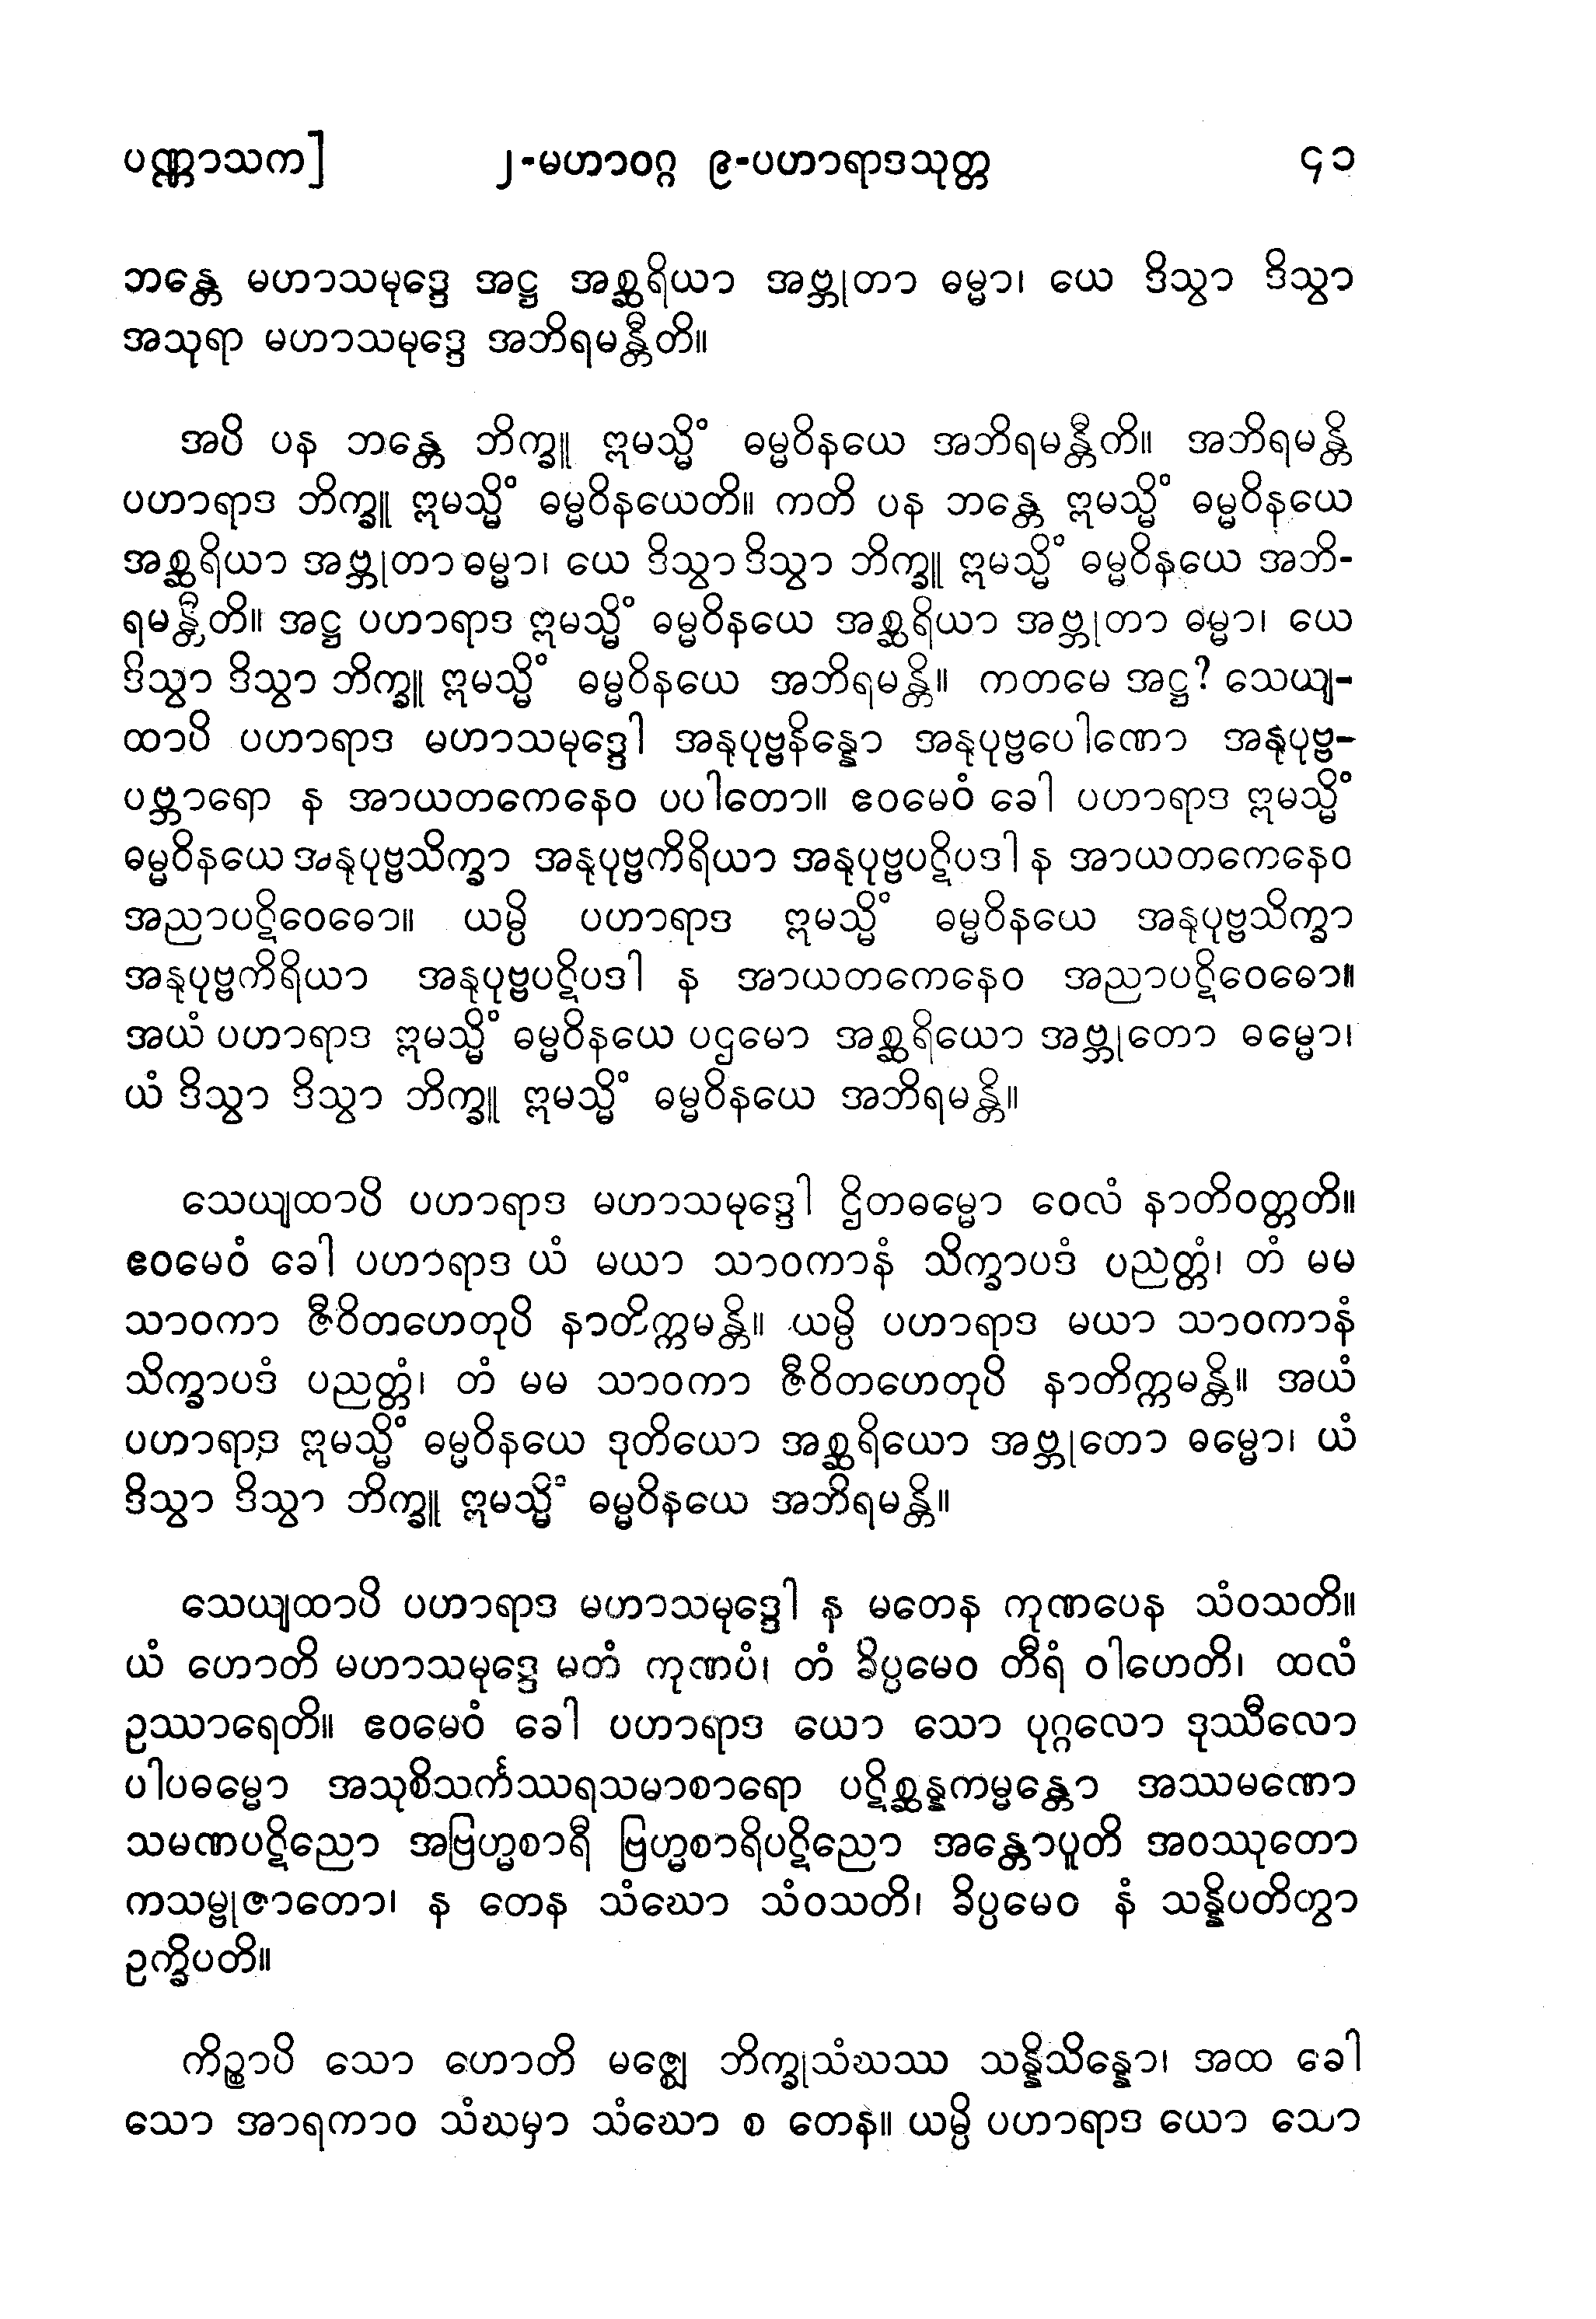 ပဏ္ဏာသက] ၂-မဟာဝဂ္ဂ ၉-ပဟာရာဒသုတ္တ ၄၁
ဘန္တေ မဟာသမုဒ္ဒေ အဋ္ဌ အစ္ဆရိယာ အဗ္ဘုတာ ဓမ္မာ၊ ယေ ဒိသွာ ဒိသွာ
အသုရာ မဟာသမုဒ္ဒေ အဘိရမန္တီတိ။
အပိ ပန ဘန္တေ ဘိက္ခူ ဣမသ္မိံ ဓမ္မဝိနယေ အဘိရမန္တီတိ။ အဘိရမန္တိ
ပဟာရာဒ ဘိက္ခူ ဣမသ္မိံ ဓမ္မဝိနယေတိ။ ကတိ ပန ဘန္တေ ဣမသ္မိံ ဓမ္မဝိနယေ
အစ္ဆရိယာ အဗ္ဘုတာ ဓမ္မာ၊ ယေ ဒိသွာ ဒိသွာ ဘိက္ခူ ဣမသ္မိံ ဓမ္မဝိနယေ အဘိ-
ရမန္တီတိ။ အဋ္ဌ ပဟာရာဒ ဣမသ္မိံ ဓမ္မဝိနယေ အစ္ဆရိယာ အဗ္ဘုတာ ဓမ္မာ၊ ယေ
ဒိသွာ ဒိသွာ ဘိက္ခူ ဣမသ္မိံ ဓမ္မဝိနယေ အဘိရမန္တိ။ ကတမေ အဋ္ဌ? သေယျ-
ထာပိ ပဟာရာဒ မဟာသမုဒ္ဒေါ အနုပုဗ္ဗနိန္နော အနုပုဗ္ဗပေါဏော အနုပုဗ္ဗ-
ပဗ္ဘာရော န အာယတကေနေဝ ပပါတော။ ဧဝမေဝံ ခေါ ပဟာရာဒ ဣမသ္မိံ
ဓမ္မဝိနယေ အနုပုဗ္ဗသိက္ခာ အနုပုဗ္ဗကိရိယာ အနုပုဗ္ဗပဋိပဒါ န အာယတကေနေဝ
အညာပဋိဝေဓော။ ယမ္ပိ ပဟာရာဒ ဣမသ္မိံ ဓမ္မဝိနယေ အနုပုဗ္ဗသိက္ခာ
အနုပုဗ္ဗကိရိယာ အနုပုဗ္ဗပဋိပဒါ န အာယတကေနေဝ အညာပဋိဝေဓော။
အယံ ပဟာရာဒ ဣမသ္မိံ ဓမ္မဝိနယေ ပဌမော အစ္ဆရိယော အဗ္ဘုတော ဓမ္မော၊
ယံ ဒိသွာ ဒိသွာ ဘိက္ခူ ဣမသ္မိံ ဓမ္မဝိနယေ အဘိရမန္တိ။
သေယျထာပိ ပဟာရာဒ မဟာသမုဒ္ဒေါ ဌိတဓမ္မော ဝေလံ နာတိဝတ္တတိ။
ဧဝမေဝံ ခေါ ပဟာရာဒ ယံ မယာ သာဝကာနံ သိက္ခာပဒံ ပညတ္တံ၊ တံ မမ
သာဝကာ ဇီဝိတဟေတုပိ နာတိက္ကမန္တိ။ ယမ္ပိ ပဟာရာဒ မယာ သာဝကာနံ
သိက္ခာပဒံ ပညတ္တံ၊ တံ မမ သာဝကာ ဇီဝိတဟေတုပိ နာတိက္ကမန္တိ။ အယံ
ပဟာရာဒ ဣမသ္မိံ ဓမ္မဝိနယေ ဒုတိယော အစ္ဆရိယော အဗ္ဘုတော ဓမ္မော၊ ယံ
ဒိသွာ ဒိသွာ ဘိက္ခူ ဣမသ္မိံ ဓမ္မဝိနယေ အဘိရမန္တိ။
သေယျထာပိ ပဟာရာဒ မဟာသမုဒ္ဒေါ န မတေန ကုဏပေန သံဝသတိ။
ယံ ဟောတိ မဟာသမုဒ္ဒေ မတံ ကုဏပံ၊ တံ ခိပ္ပမေဝ တီရံ ဝါဟေတိ၊ ထလံ
ဥဿာရေတိ။ ဧဝမေဝံ ခေါ ပဟာရာဒ ယော သော ပုဂ္ဂလော ဒုဿီလော
ပါပဓမ္မော အသုစိသင်္ကဿရသမာစာရော ပဋိစ္ဆန္နကမ္မန္တော အဿမဏော
သမဏပဋိညော အဗြဟ္မစာရီ ဗြဟ္မစာရိပဋိညော အန္တောပူတိ အဝဿုတော
ကသမ္ဗုဇာတော၊ န တေန သံဃော သံဝသတိ၊ ခိပ္ပမေဝ နံ သန္နိပတိတွာ
ဥက္ခိပတိ။
ကိဉ္စာပိ သော ဟောတိ မဇ္ဈေ ဘိက္ခုသံဃဿ သန္နိသိန္နော၊ အထ ခေါ
သော အာရကာဝ သံဃမှာ သံဃော စ တေန။ ယမ္ပိ ပဟာရာဒ ယော သော